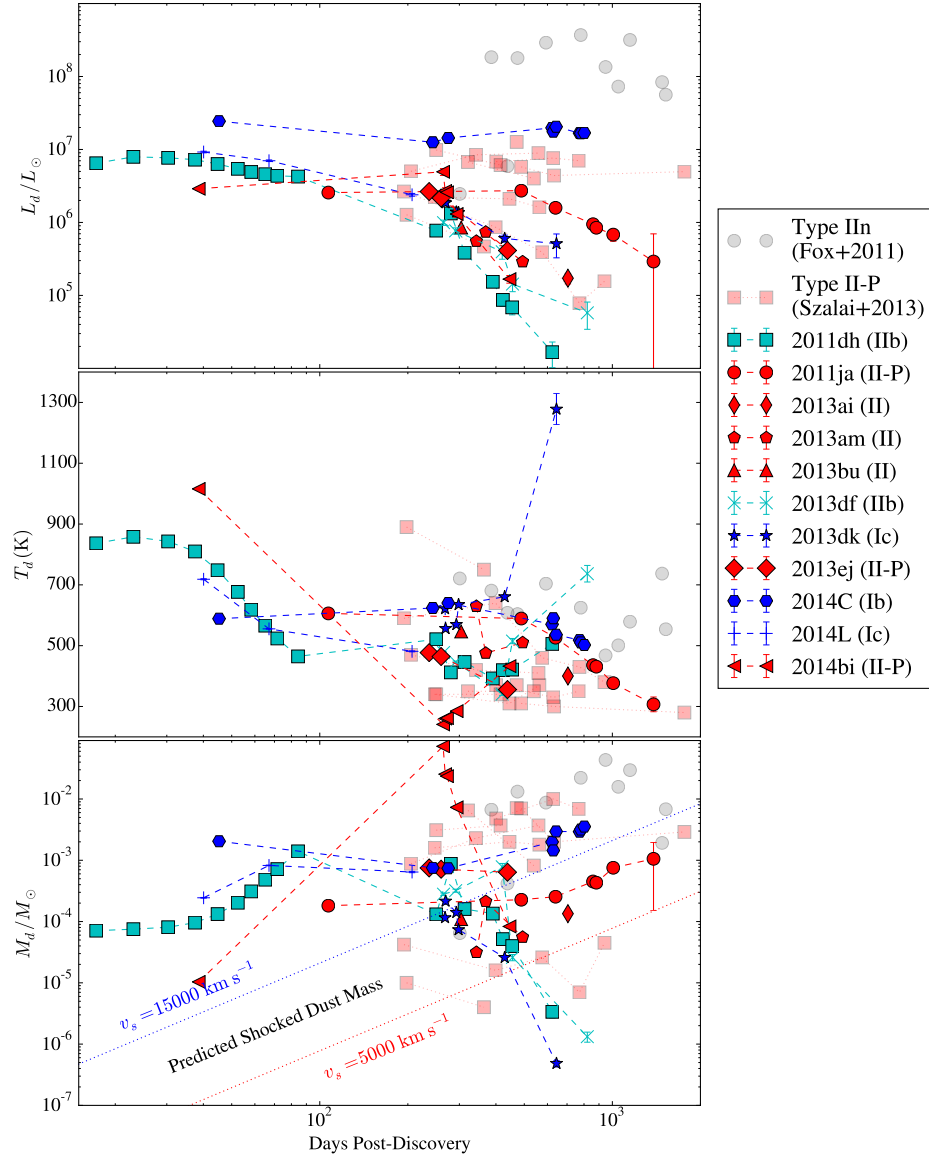 10^8
10^7
10^6
10^5
L_d/L_⊙
1300
1100
900
700
500
300
T_d(K)
10^-2
10^-3
10^-4
10^-5
10^-6
10^-7
M_d/M_⊙
v_s=15000 km s^-1
Predicted Shocked Dust Mass
v_s=5000 km s^-1
10^2
10^3
Days Post-Discovery
Type IIn
(Fox+2011)
Type II-P
(Szalai+2013)
2011dh (IIb)
2011ja (II-P)
2013ai (II)
2013am (II)
2013bu (II)
2013df (IIb)
2013dk (Ic)
2013ej (II-P)
2014C (Ib)
2014L (Ic)
2014bi (II-P)